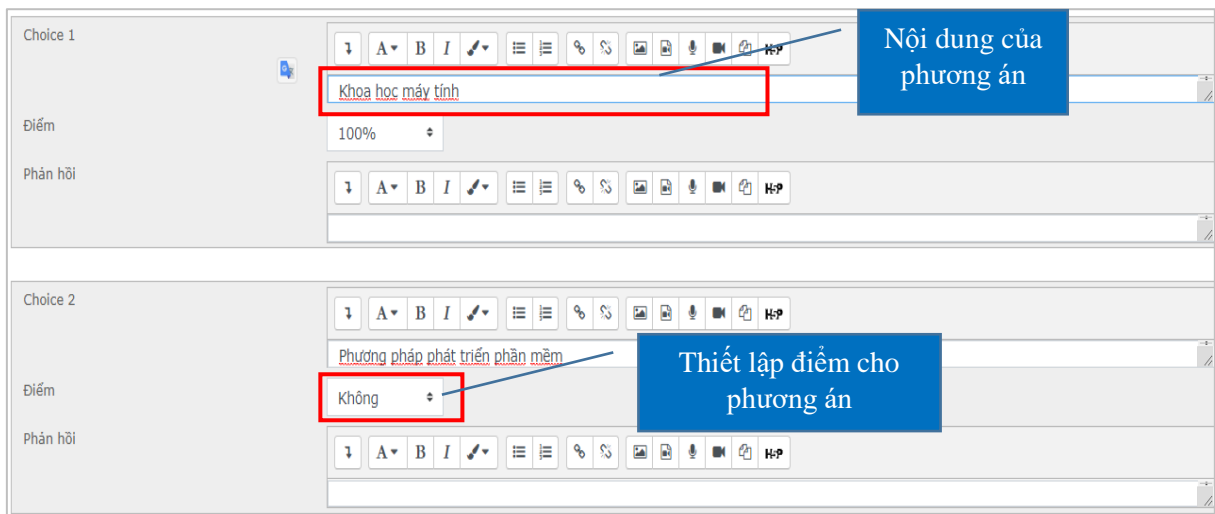 Choice 1
A B I H-P
Nội dung của
phương án
Khoa học máy tính
Điểm
100%
Phản hồi
A B I H-P
Choice 2
A B I H-P
Phương pháp phát triển phần mềm
Thiết lập điểm cho
phương án
Điểm
Không
Phản hồi
A B I H-P